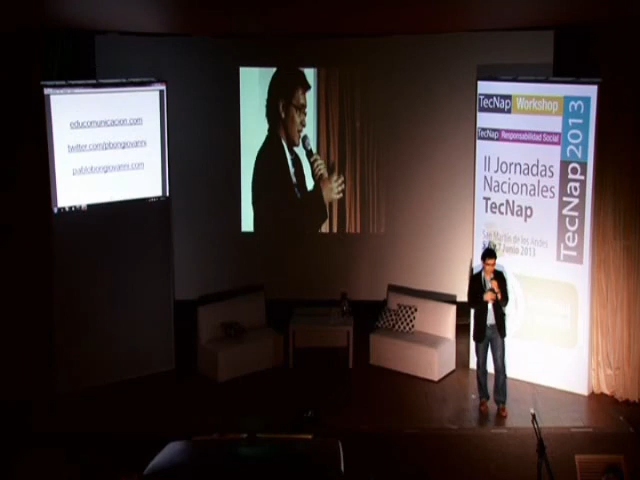 educomunicacion.com
twitter.com/pbongiovanni
pablobongiovanni.com
TecNap Workshop
TecNap Responsabilidad Social
II Jornadas
Nacionales
TecNap
San Martín de los Andes
Junio 2013
TecNap 2013